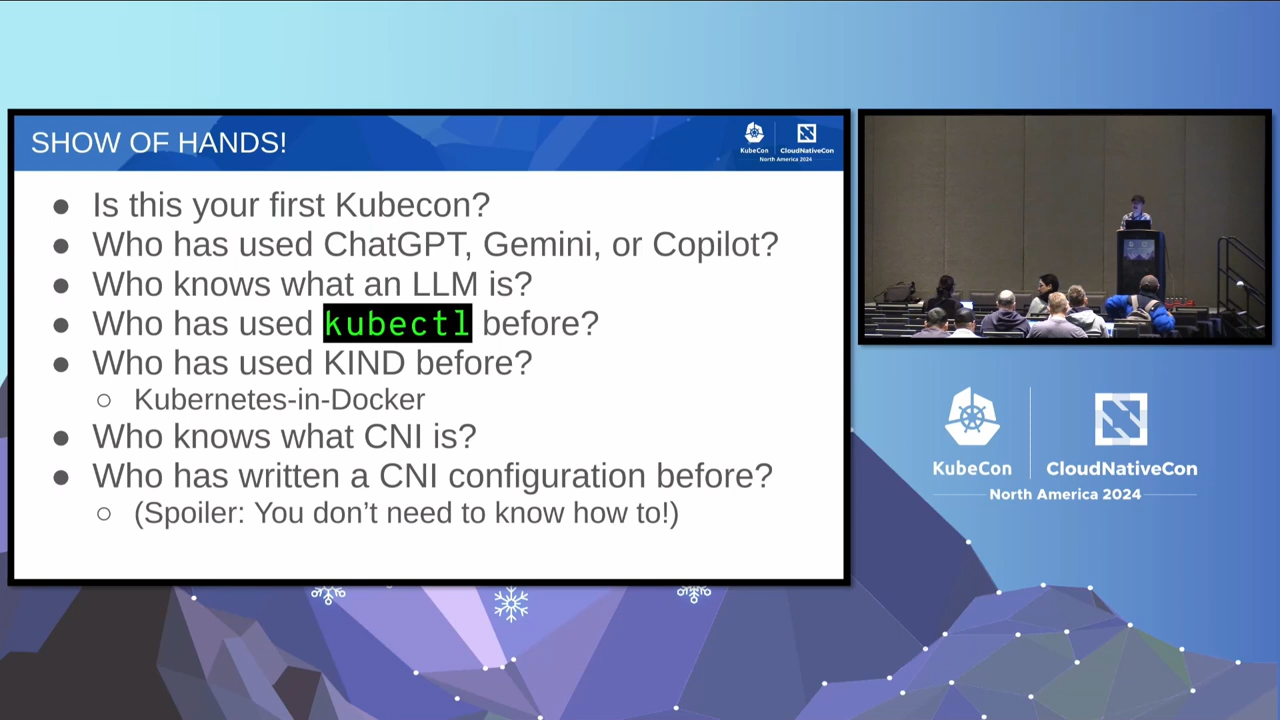 SHOW OF HANDS!
KubeCon
CloudNativeCon
North America 2024
● Is this your first Kubecon?
● Who has used ChatGPT, Gemini, or Copilot?
● Who knows what an LLM is?
● Who has used kubectl before?
● Who has used KIND before?
○ Kubernetes-in-Docker
● Who knows what CNI is?
● Who has written a CNI configuration before?
○ (Spoiler: You don’t need to know how to!)
KubeCon
CloudNativeCon
North America 2024